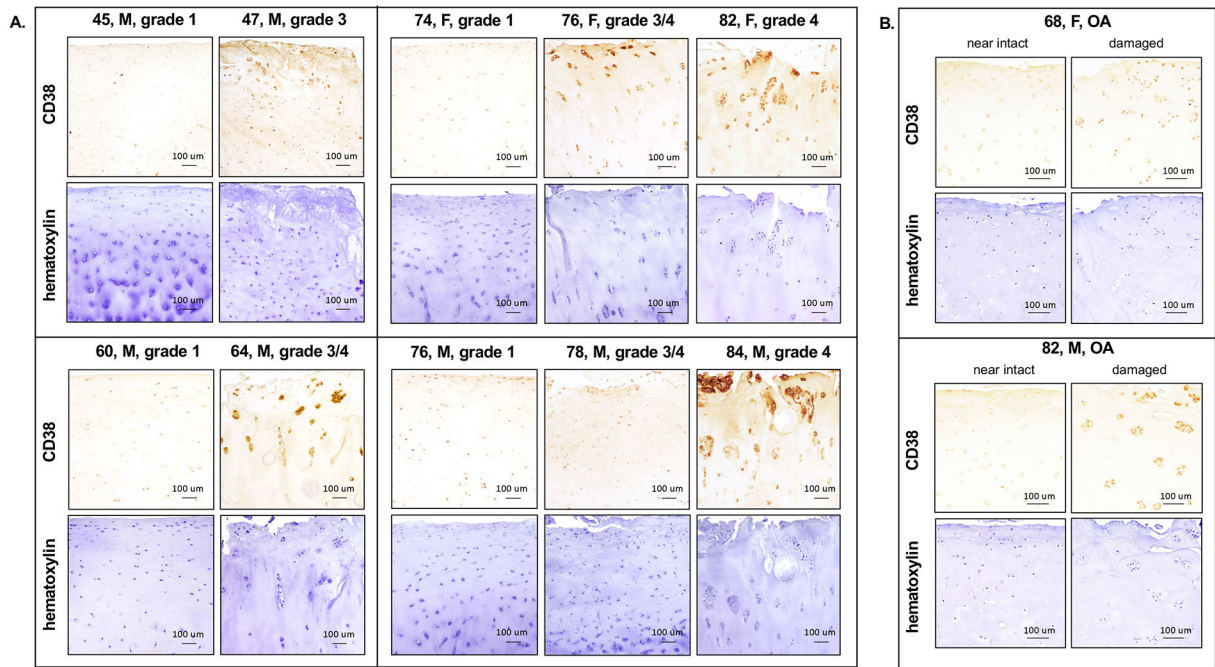 A.
45, M, grade 1
47, M, grade 3
74, F, grade 1
76, F, grade 3/4
82, F, grade 4
CD38
100 um
100 um
100 um
100 um
100 um
hematoxylin
100 um
100 um
100 um
100 um
100 um
60, M, grade 1
64, M, grade 3/4
76, M, grade 1
78, M, grade 3/4
84, M, grade 4
CD38
100 um
100 um
100 um
100 um
100 um
hematoxylin
100 um
100 um
100 um
100 um
100 um
B.
68, F, OA
near intact
damaged
CD38
100 um
100 um
hematoxylin
100 um
100 um
82, M, OA
near intact
damaged
CD38
100 um
100 um
hematoxylin
100 um
100 um